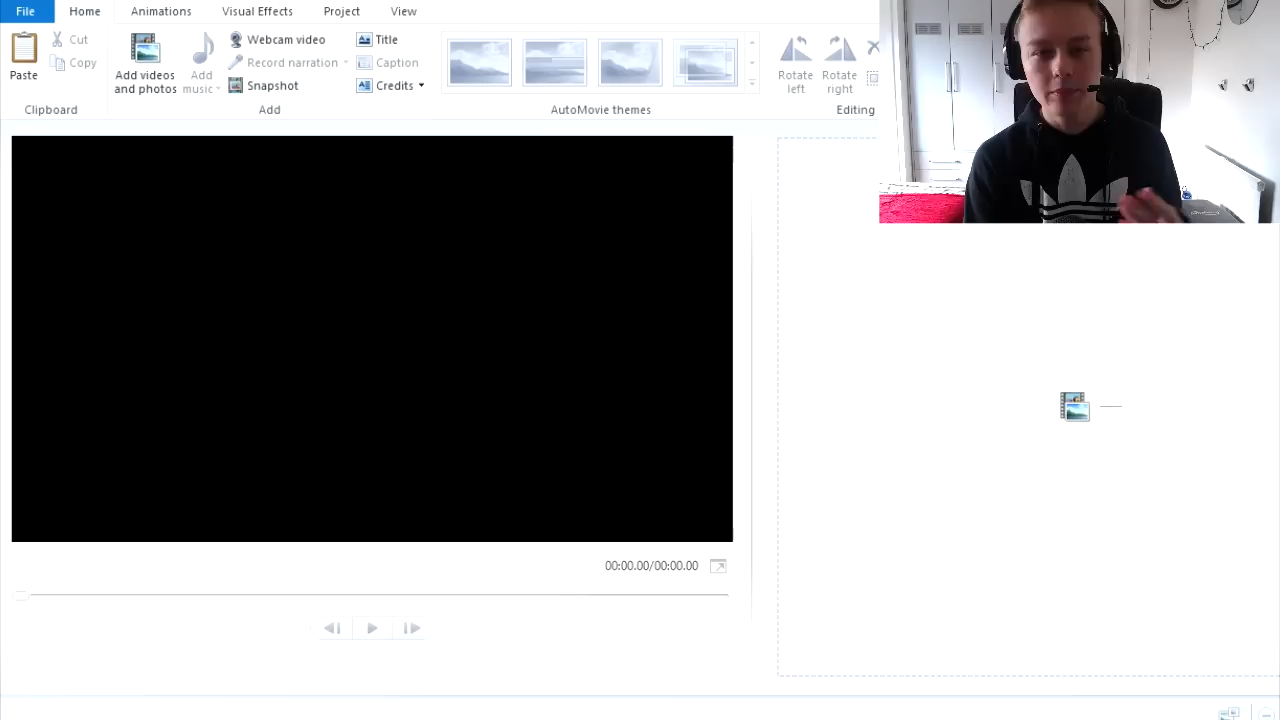 File
Home
Animations
Visual Effects
Project
View
Paste
Cut
Copy
Clipboard
Add videos
and photos
Add
music
Webcam video
Record narration
Snapshot
Title
Caption
Credits
Add
AutoMovie themes
Rotate
left
Rotate
right
Editing
00:00.00/00:00.00